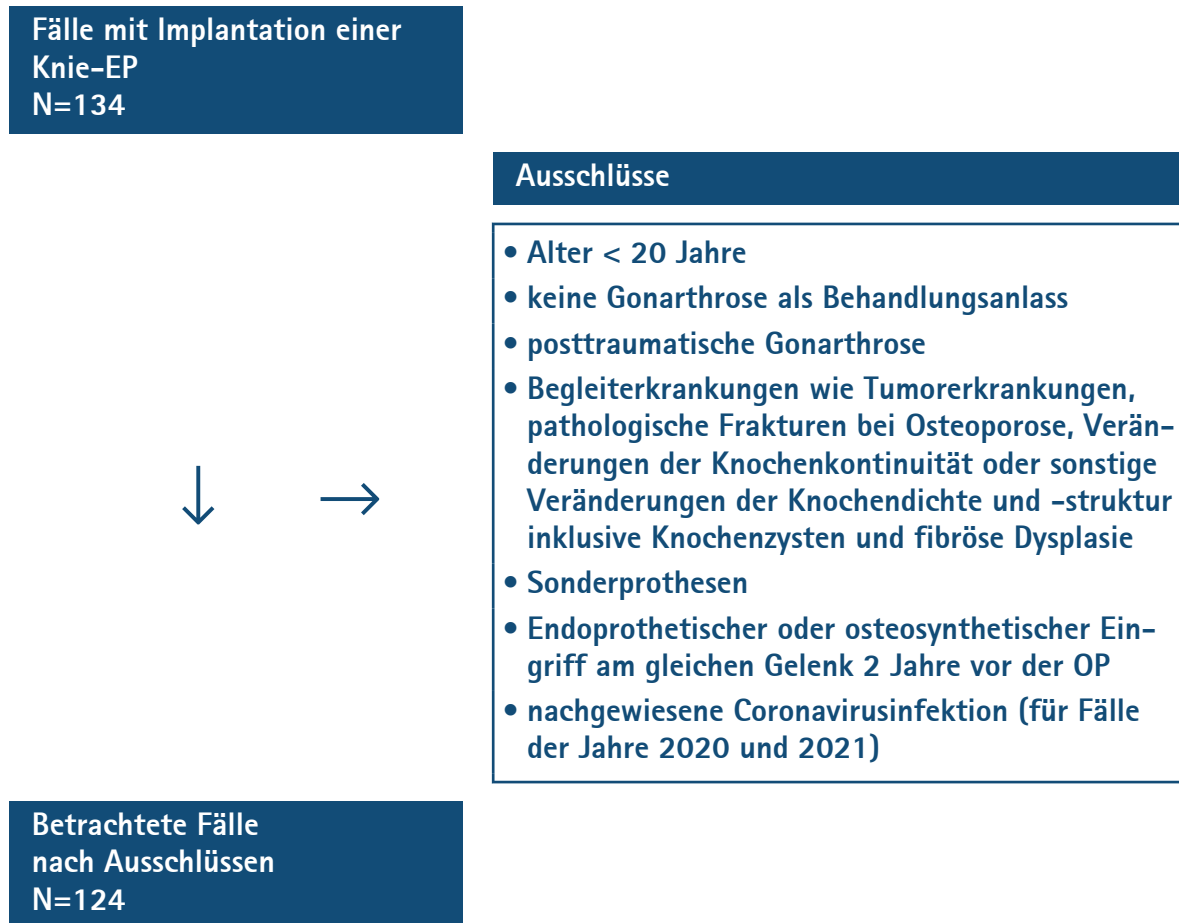 Fälle mit Implantation einer
Knie-EP
N=134
Ausschlüsse
• Alter < 20 Jahre
• keine Gonarthrose als Behandlungsanlass
• posttraumatische Gonarthrose
• Begleiterkrankungen wie Tumorerkrankungen,
pathologische Frakturen bei Osteoporose, Verän-
derungen der Knochenkontinuität oder sonstige
Veränderungen der Knochendichte und -struktur
inklusive Knochenzysten und fibröse Dysplasie
• Sonderprothesen
• Endoprothetischer oder osteosynthetischer Ein-
griff am gleichen Gelenk 2 Jahre vor der OP
• nachgewiesene Coronavirusinfektion (für Fälle
der Jahre 2020 und 2021)
Betrachtete Fälle
nach Ausschlüssen
N=124